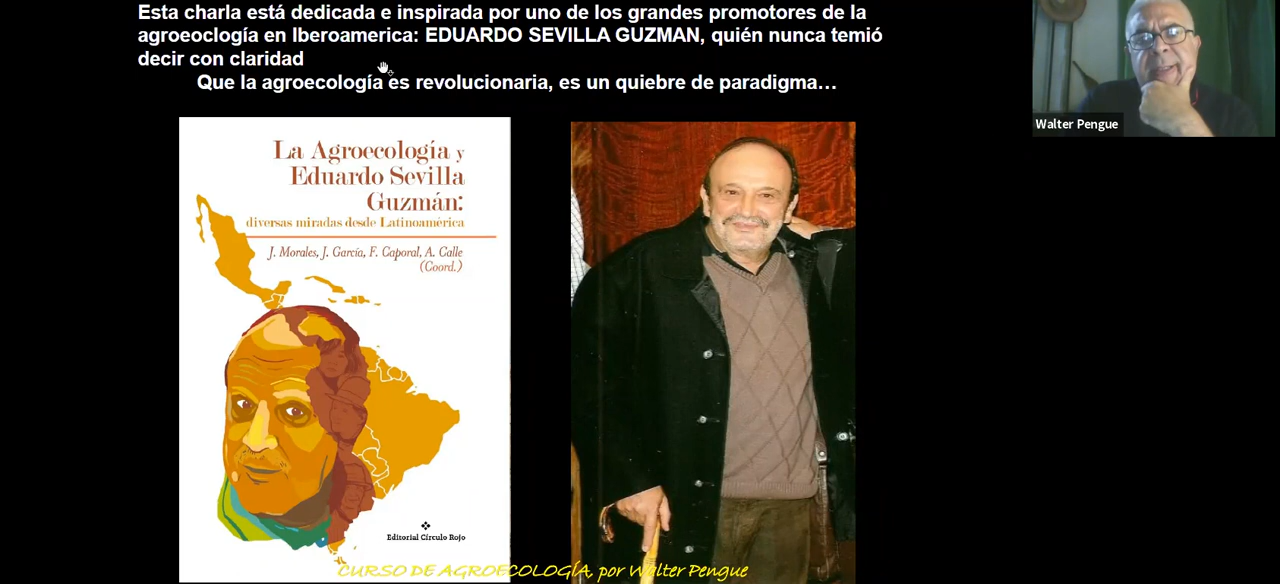 Esta charla está dedicada e inspirada por uno de los grandes promotores de la
agroeoclogía en Iberoamerica: EDUARDO SEVILLA GUZMAN, quién nunca temió
decir con claridad
Que la agroecología es revolucionaria, es un quiebre de paradigma…
Walter Pengue
La Agroecología y
Eduardo Sevilla
Guzmán:
diversas miradas desde Latinoamérica
J. Morales, J. García, F. Caporal, A. Calle
(Coord.)
Editorial Círculo Rojo
CURSO DE AGROECOLOGÍA, por Walter Pengue